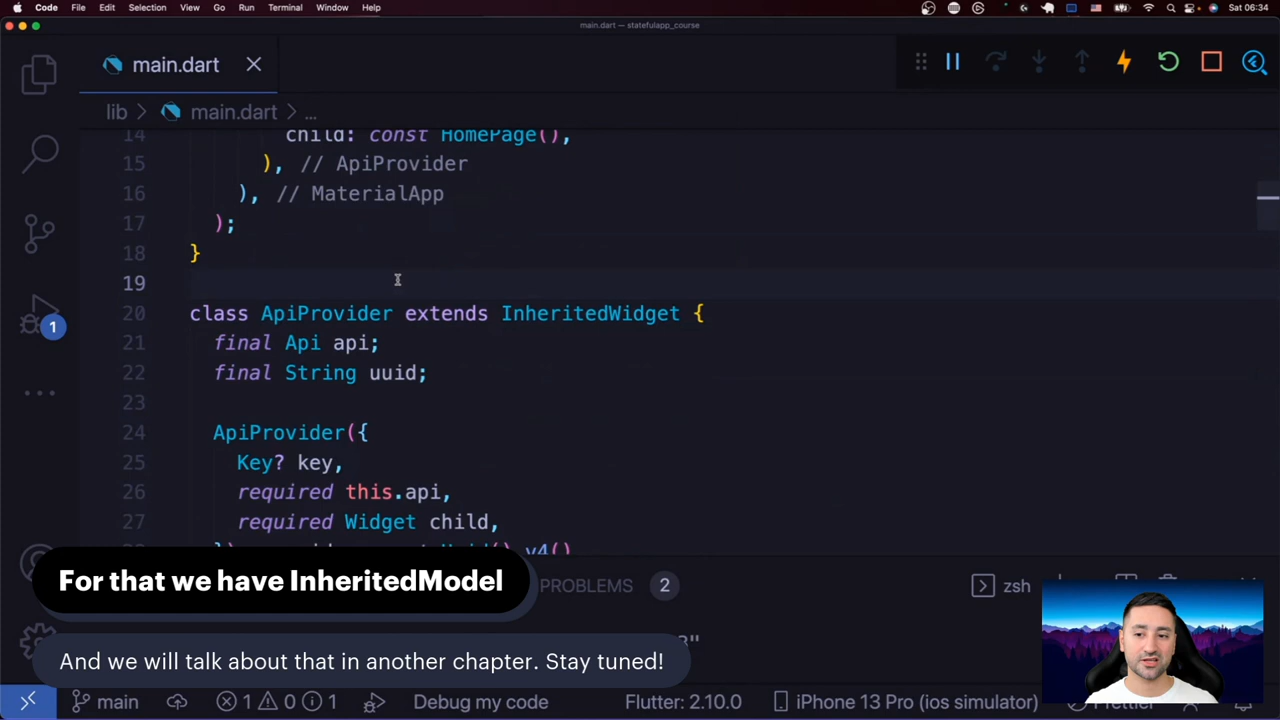 Code File Edit Selection View Go Run Terminal Window Help Sat 06:34
main.dart — statefulapp_course
main.dart
lib > main.dart > ...
14 child: const HomePage(),
15 ), // ApiProvider
16 ), // MaterialApp
17 );
18 }
19
20 class ApiProvider extends InheritedWidget {
21 final Api api;
22 final String uuid;
23
24 ApiProvider({
25 Key? key,
26 required this.api,
27 required Widget child,
For that we have InheritedModel
PROBLEMS 2
zsh
1
And we will talk about that in another chapter. Stay tuned!
main 1 0 1 Debug my code Flutter: 2.10.0 iPhone 13 Pro (ios simulator)